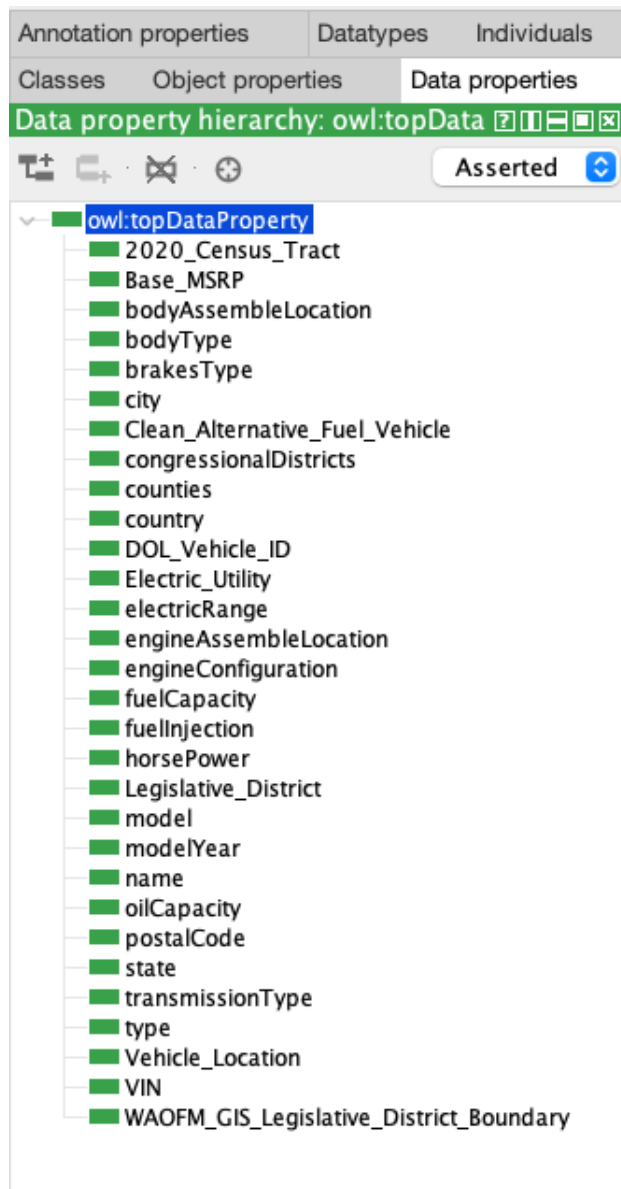 Annotation properties Datatypes Individuals
Classes Object properties Data properties
Data property hierarchy: owl:topData
Asserted
owl:topDataProperty
2020_Census_Tract
Base_MSRP
bodyAssembleLocation
bodyType
brakesType
city
Clean_Alternative_Fuel_Vehicle
congressionalDistricts
counties
country
DOL_Vehicle_ID
Electric_Utility
electricRange
engineAssembleLocation
engineConfiguration
fuelCapacity
fuelInjection
horsePower
Legislative_District
model
modelYear
name
oilCapacity
postalCode
state
transmissionType
type
Vehicle_Location
VIN
WAOFM_GIS_Legislative_District_Boundary